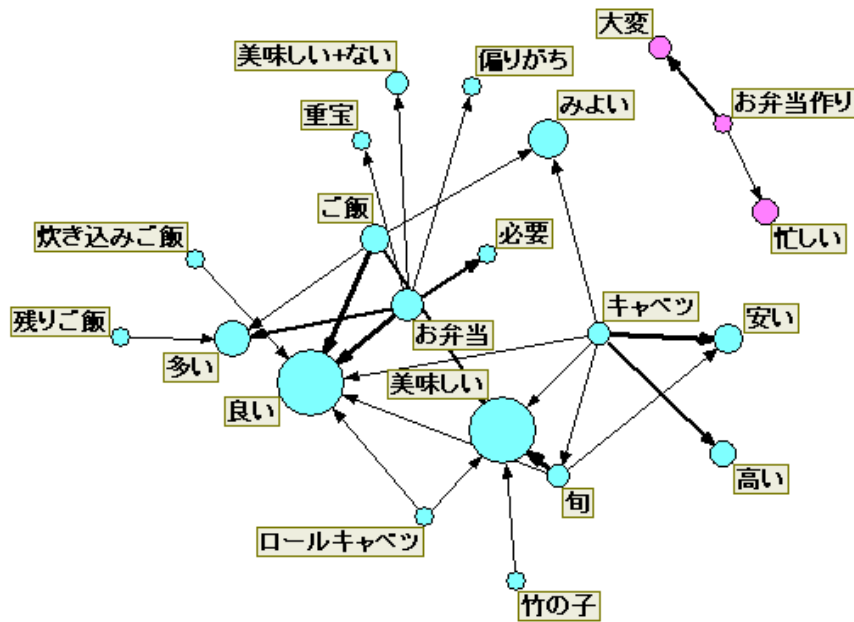 大変
美味しい+ない
偏りがち
お弁当作り
重宝
みよい
ご飯
炊き込みご飯
必要
忙しい
残りご飯
キャベツ
安い
お弁当
多い
美味しい
良い
高い
旬
ロールキャベツ
竹の子